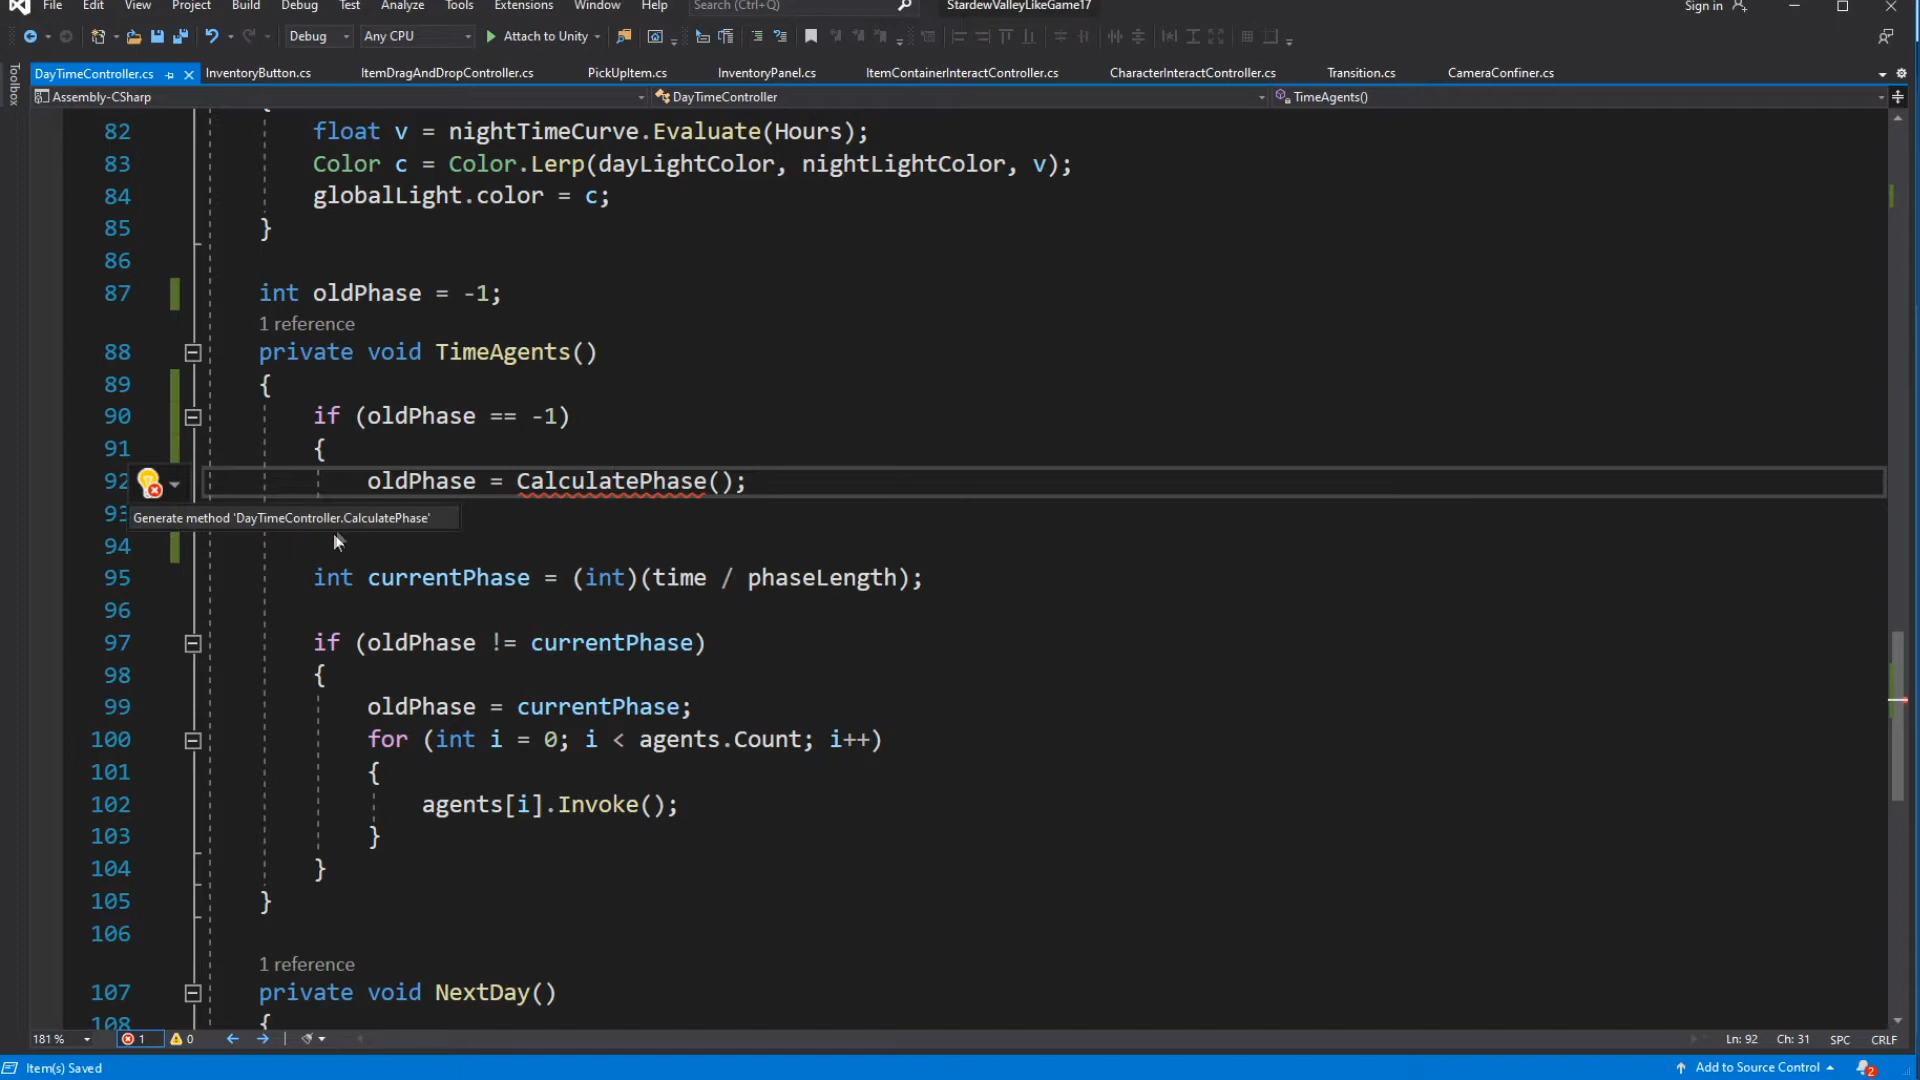 File Edit View Project Build Debug Test Analyze Tools Extensions Window Help Search (Ctrl+Q) StardewValleyLikeGame17 Sign in
Debug Any CPU Attach to Unity
Toolbox
DayTimeController.cs InventoryButton.cs ItemDragAndDropController.cs PickUpItem.cs InventoryPanel.cs ItemContainerInteractController.cs CharacterInteractController.cs Transition.cs CameraConfiner.cs
Assembly-CSharp DayTimeController TimeAgents()
82 float v = nightTimeCurve.Evaluate(Hours);
83 Color c = Color.Lerp(dayLightColor, nightLightColor, v);
84 globalLight.color = c;
85 }
86
87 int oldPhase = -1;
1 reference
88 private void TimeAgents()
89 {
90 if (oldPhase == -1)
91 {
92 oldPhase = CalculatePhase();
93
Generate method 'DayTimeController.CalculatePhase'
94
95 int currentPhase = (int)(time / phaseLength);
96
97 if (oldPhase != currentPhase)
98 {
99 oldPhase = currentPhase;
100 for (int i = 0; i < agents.Count; i++)
101 {
102 agents[i].Invoke();
103 }
104 }
105 }
106
1 reference
107 private void NextDay()
108 {
181 % 1 0 Ln: 92 Ch: 31 SPC CRLF
Item(s) Saved Add to Source Control 2